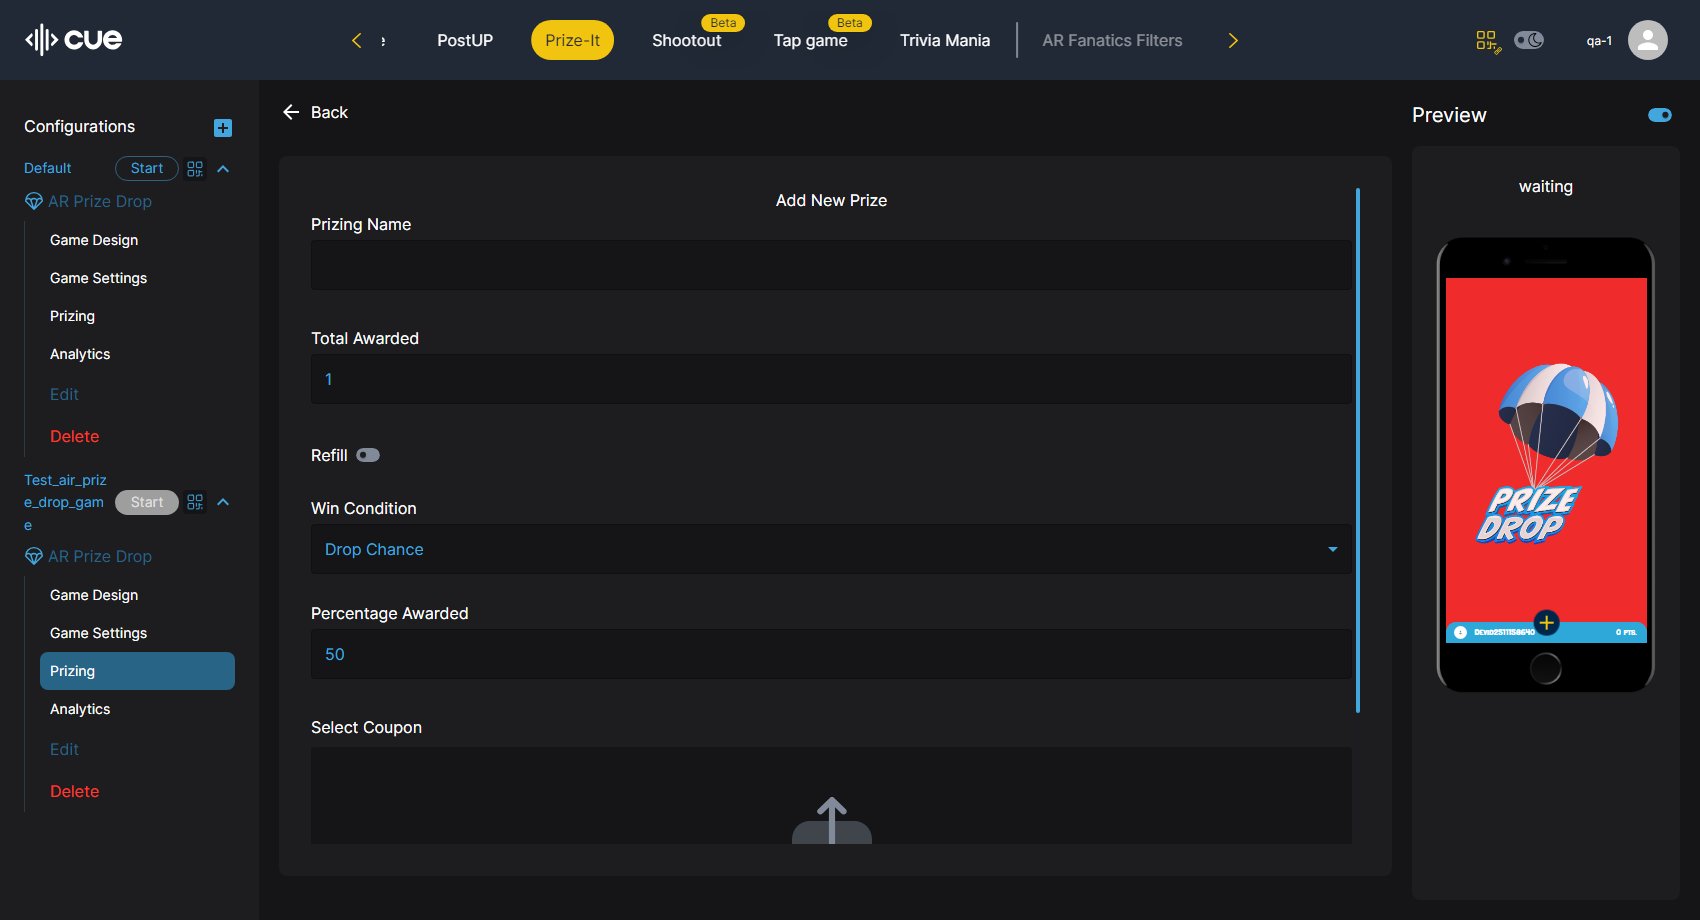 cue
PostUP
Prize-It
Beta
Shootout
Beta
Tap game
Trivia Mania
AR Fanatics Filters
qa-1
Configurations
Default
Start
AR Prize Drop
Game Design
Game Settings
Prizing
Analytics
Edit
Delete
Test_air_priz
e_drop_gam
e
Start
AR Prize Drop
Game Design
Game Settings
Prizing
Analytics
Edit
Delete
Back
Add New Prize
Prizing Name
Total Awarded
1
Refill
Win Condition
Drop Chance
Percentage Awarded
50
Select Coupon
Preview
waiting
PRIZE
DROP
0 PTS.